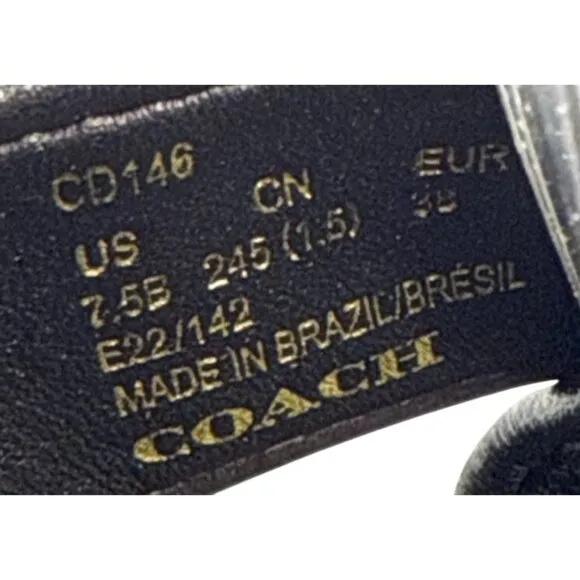 CD146
US CN EUR
7.5B 245 (1.5) 38
E22/142
MADE IN BRAZIL/BRÉSIL
COACH